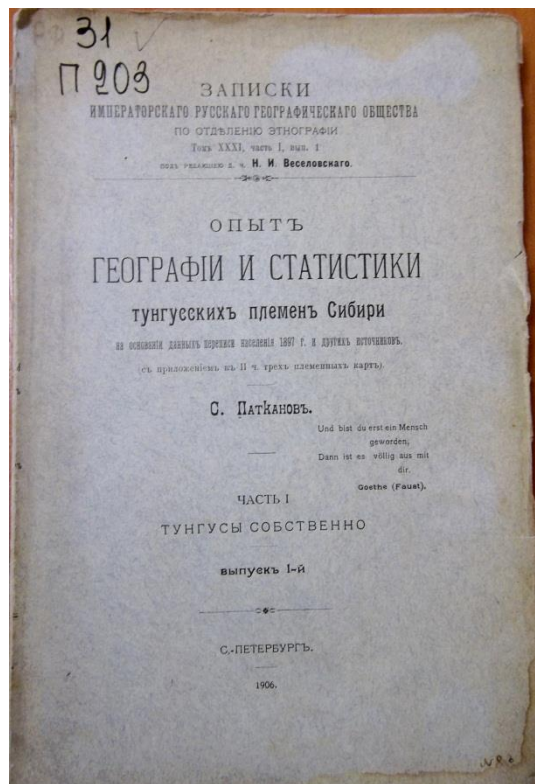 31
П 203
ЗАПИСКИ
ИМПЕРАТОРСКАГО РУССКАГО ГЕОГРАФИЧЕСКАГО ОБЩЕСТВА
ПО ОТДѢЛЕНІЮ ЭТНОГРАФІИ
Томъ XXXI, часть I, вып. 1
подъ редакціею д. ч. Н. И. Веселовскаго.
ОПЫТЪ
ГЕОГРАФІИ И СТАТИСТИКИ
тунгусскихъ племенъ Сибири
на основаніи данныхъ переписи населенія 1897 г. и другихъ источниковъ.
(съ приложеніемъ къ II ч. трехъ племенныхъ картъ).
С. Паткановъ.
Und bist du erst ein Mensch
geworden,
Dann ist es völlig aus mit
dir.
Goethe (Faust).
ЧАСТЬ I
ТУНГУСЫ СОБСТВЕННО
выпускъ I-й
С.-ПЕТЕРБУРГЪ.
1906.